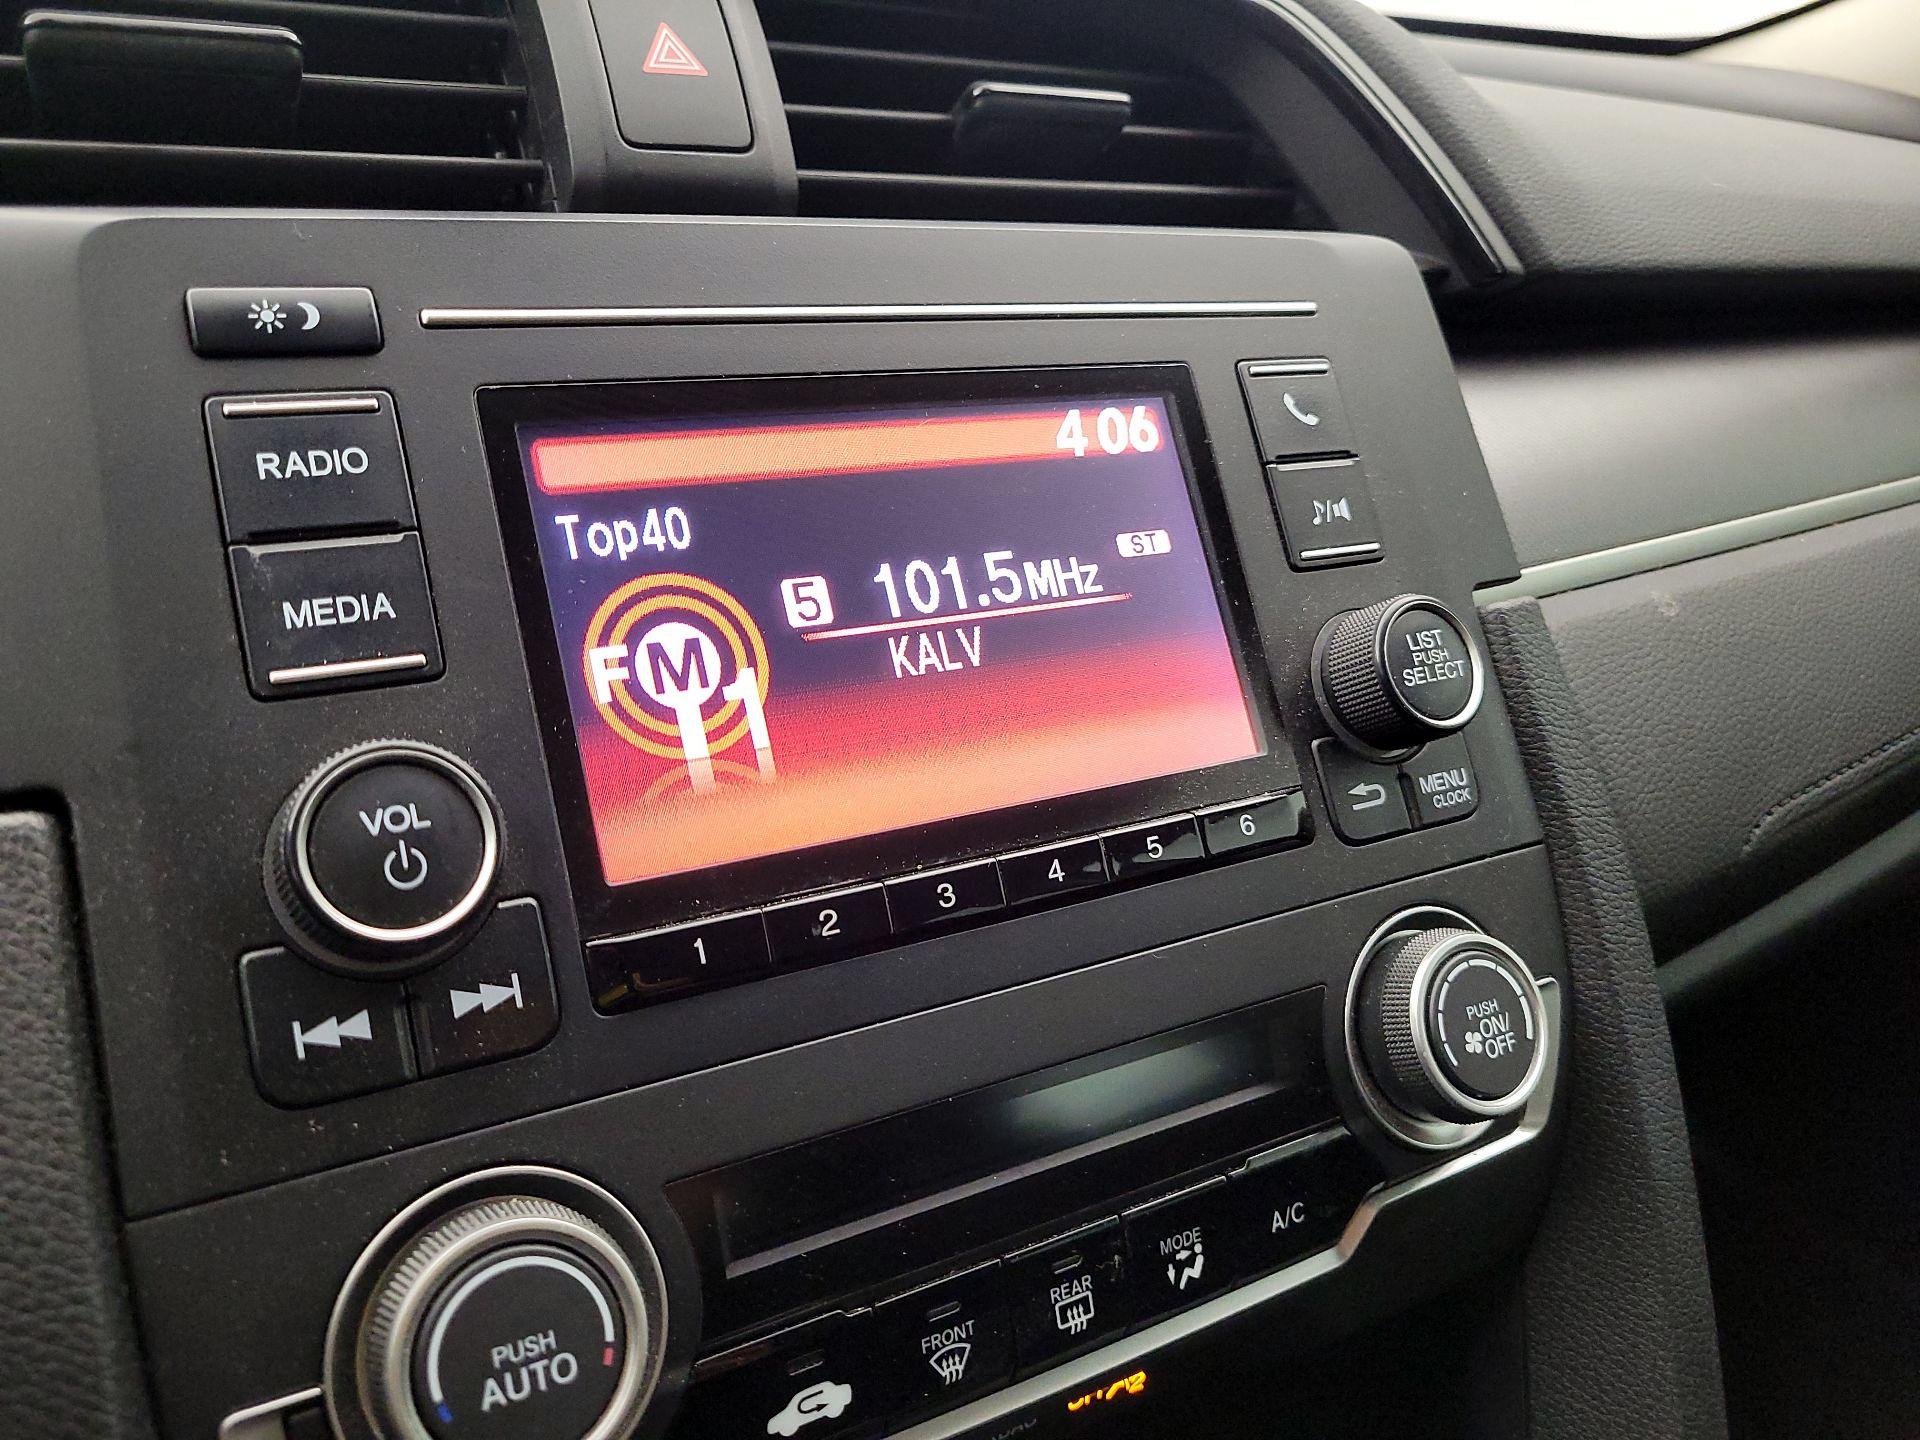 RADIO
MEDIA
VOL
4 06
Top40
ST
5 101.5MHz
KALV
FM
1
LIST
PUSH
SELECT
MENU
CLOCK
1 2 3 4 5 6
PUSH
ON/
OFF
PUSH
AUTO
FRONT
REAR
MODE
A/C